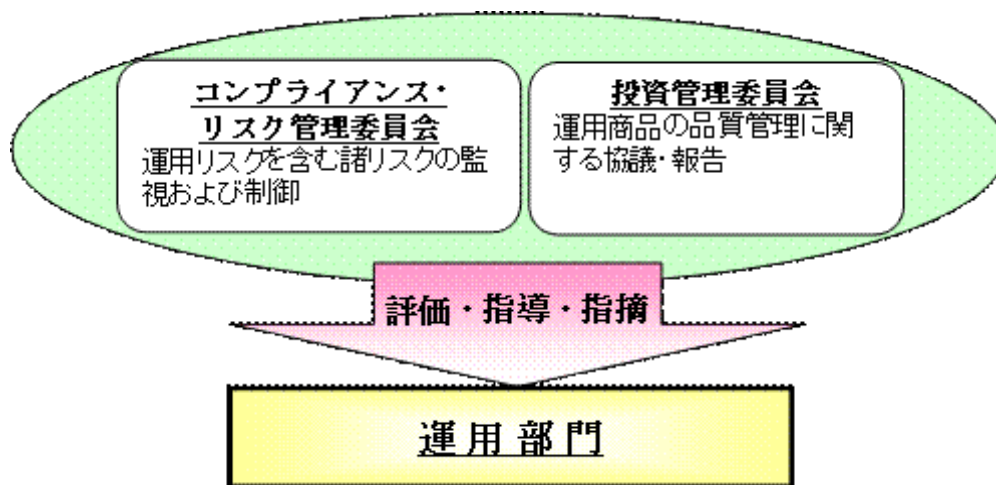 コンプライアンス・
リスク管理委員会
運用リスクを含む諸リスクの監
視および制御
投資管理委員会
運用商品の品質管理に関
する協議・報告
評価・指導・指摘
運用部門